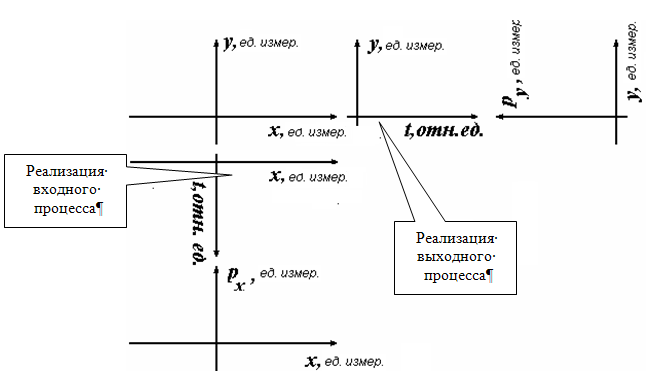 y, ед. измер.
x, ед. измер.
y, ед. измер.
t,отн.ед.
p y , ед. измер.
y, ед. измер.
Реализация·
входного·
процесса¶
x, ед. измер.
t,отн. ед.
Реализация·
выходного·
процесса¶
p x , ед. измер.
x, ед. измер.